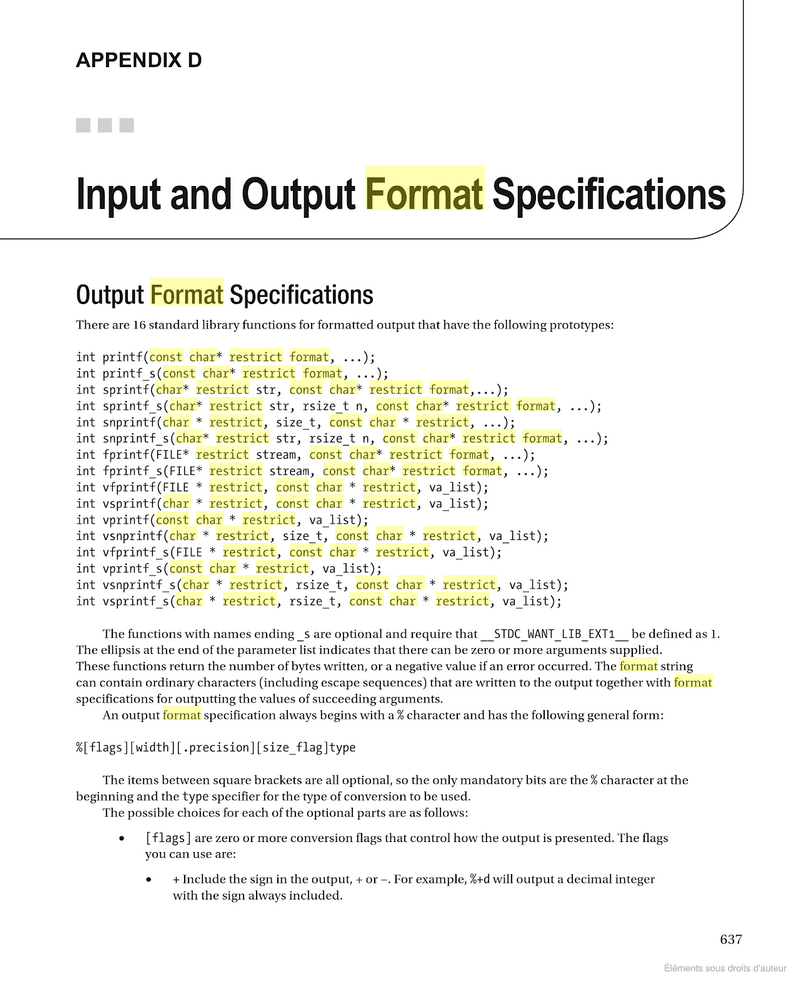 APPENDIX D
Input and Output Format Specifications
Output Format Specifications
There are 16 standard library functions for formatted output that have the following prototypes:
int printf(const char* restrict format, ...);
int printf_s(const char* restrict format, ...);
int sprintf(char* restrict str, const char* restrict format,...);
int sprintf_s(char* restrict str, rsize_t n, const char* restrict format, ...);
int snprintf(char * restrict, size_t, const char * restrict, ...);
int snprintf_s(char* restrict str, rsize_t n, const char* restrict format, ...);
int fprintf(FILE* restrict stream, const char* restrict format, ...);
int fprintf_s(FILE* restrict stream, const char* restrict format, ...);
int vfprintf(FILE * restrict, const char * restrict, va_list);
int vsprintf(char * restrict, const char * restrict, va_list);
int vprintf(const char * restrict, va_list);
int vsnprintf(char * restrict, size_t, const char * restrict, va_list);
int vfprintf_s(FILE * restrict, const char * restrict, va_list);
int vprintf_s(const char * restrict, va_list);
int vsnprintf_s(char * restrict, rsize_t, const char * restrict, va_list);
int vsprintf_s(char * restrict, rsize_t, const char * restrict, va_list);
The functions with names ending _s are optional and require that __STDC_WANT_LIB_EXT1__ be defined as 1.
The ellipsis at the end of the parameter list indicates that there can be zero or more arguments supplied.
These functions return the number of bytes written, or a negative value if an error occurred. The format string
can contain ordinary characters (including escape sequences) that are written to the output together with format
specifications for outputting the values of succeeding arguments.
An output format specification always begins with a % character and has the following general form:
%[flags][width][.precision][size_flag]type
The items between square brackets are all optional, so the only mandatory bits are the % character at the
beginning and the type specifier for the type of conversion to be used.
The possible choices for each of the optional parts are as follows:
• [flags] are zero or more conversion flags that control how the output is presented. The flags
you can use are:
• + Include the sign in the output, + or –. For example, %+d will output a decimal integer
with the sign always included.
637
Éléments sous droits d'auteur